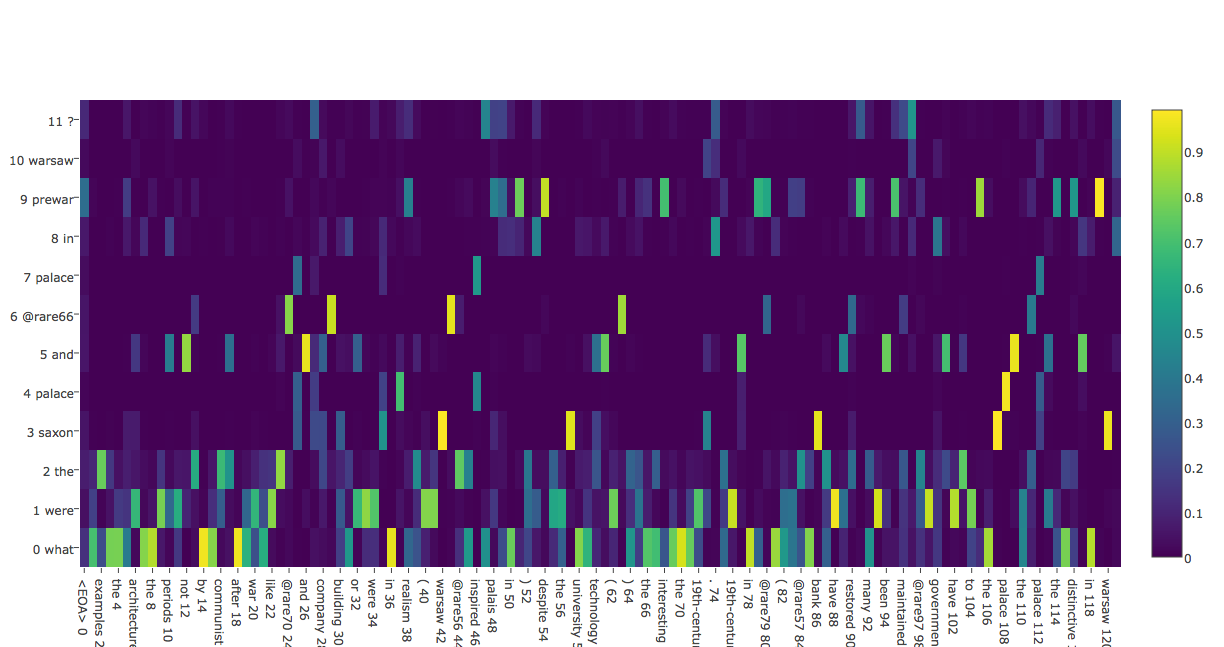 11 ?
10 warsaw
9 prewar
8 in
7 palace
6 @rare66
5 and
4 palace
3 saxon
2 the
1 were
0 what
<EOA> 0
examples 2
the 4
architecture
the 8
periods 10
not 12
by 14
communist
after 18
war 20
like 22
@rare70 24
and 26
company 28
building 30
or 32
were 34
in 36
realism 38
( 40
warsaw 42
@rare56 44
inspired 46
palais 48
in 50
) 52
despite 54
the 56
university 5
technology
( 62
) 64
the 66
interesting
the 70
19th-centu
. 74
19th-centu
in 78
@rare79 80
( 82
@rare57 84
bank 86
have 88
restored 90
many 92
been 94
maintained
@rare97 98
governmen
have 102
to 104
the 106
palace 108
the 110
palace 112
the 114
distinctive
in 118
warsaw 120
0.9
0.8
0.7
0.6
0.5
0.4
0.3
0.2
0.1
0